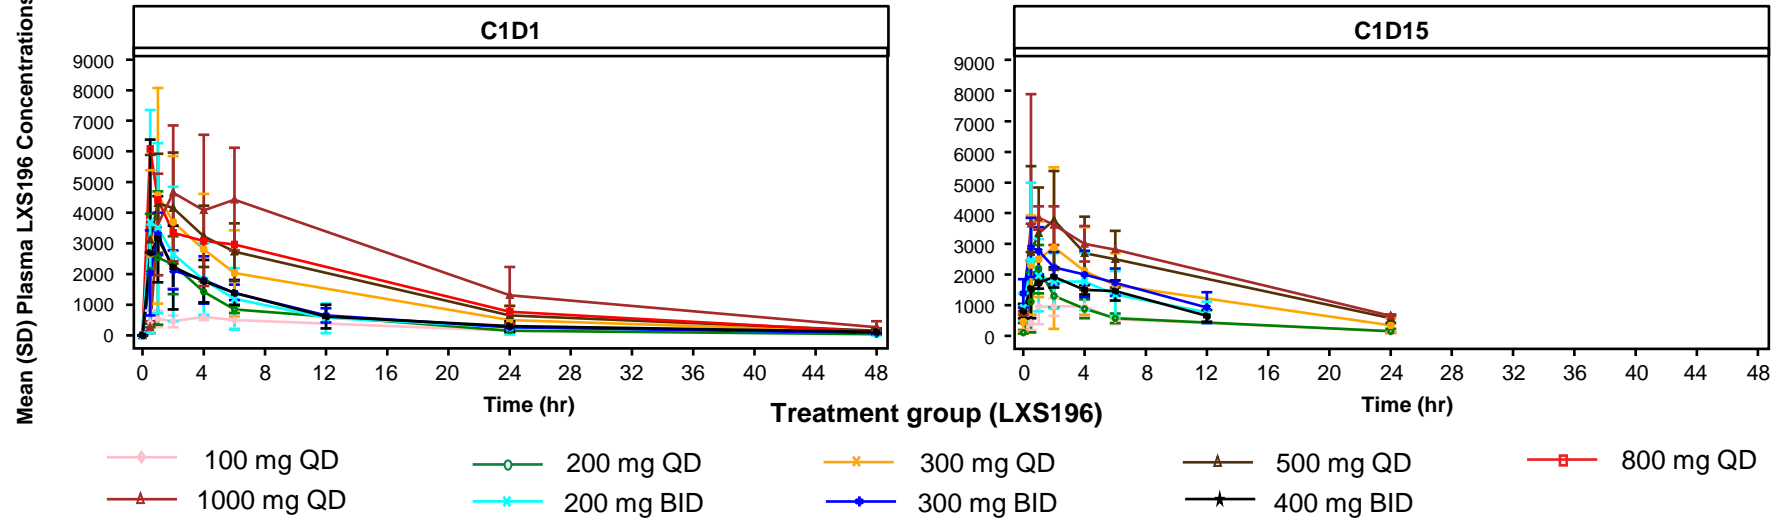 Mean (SD) Plasma LXS196 Concentrations
C1D1
C1D15
9000
8000
7000
6000
5000
4000
3000
2000
1000
0
9000
8000
7000
6000
5000
4000
3000
2000
1000
0
0 4 8 12 16 20 24 28 32 36 40 44 48
0 4 8 12 16 20 24 28 32 36 40 44 48
Time (hr)
Time (hr)
Treatment group (LXS196)
100 mg QD 200 mg QD 300 mg QD 500 mg QD 800 mg QD
1000 mg QD 200 mg BID 300 mg BID 400 mg BID